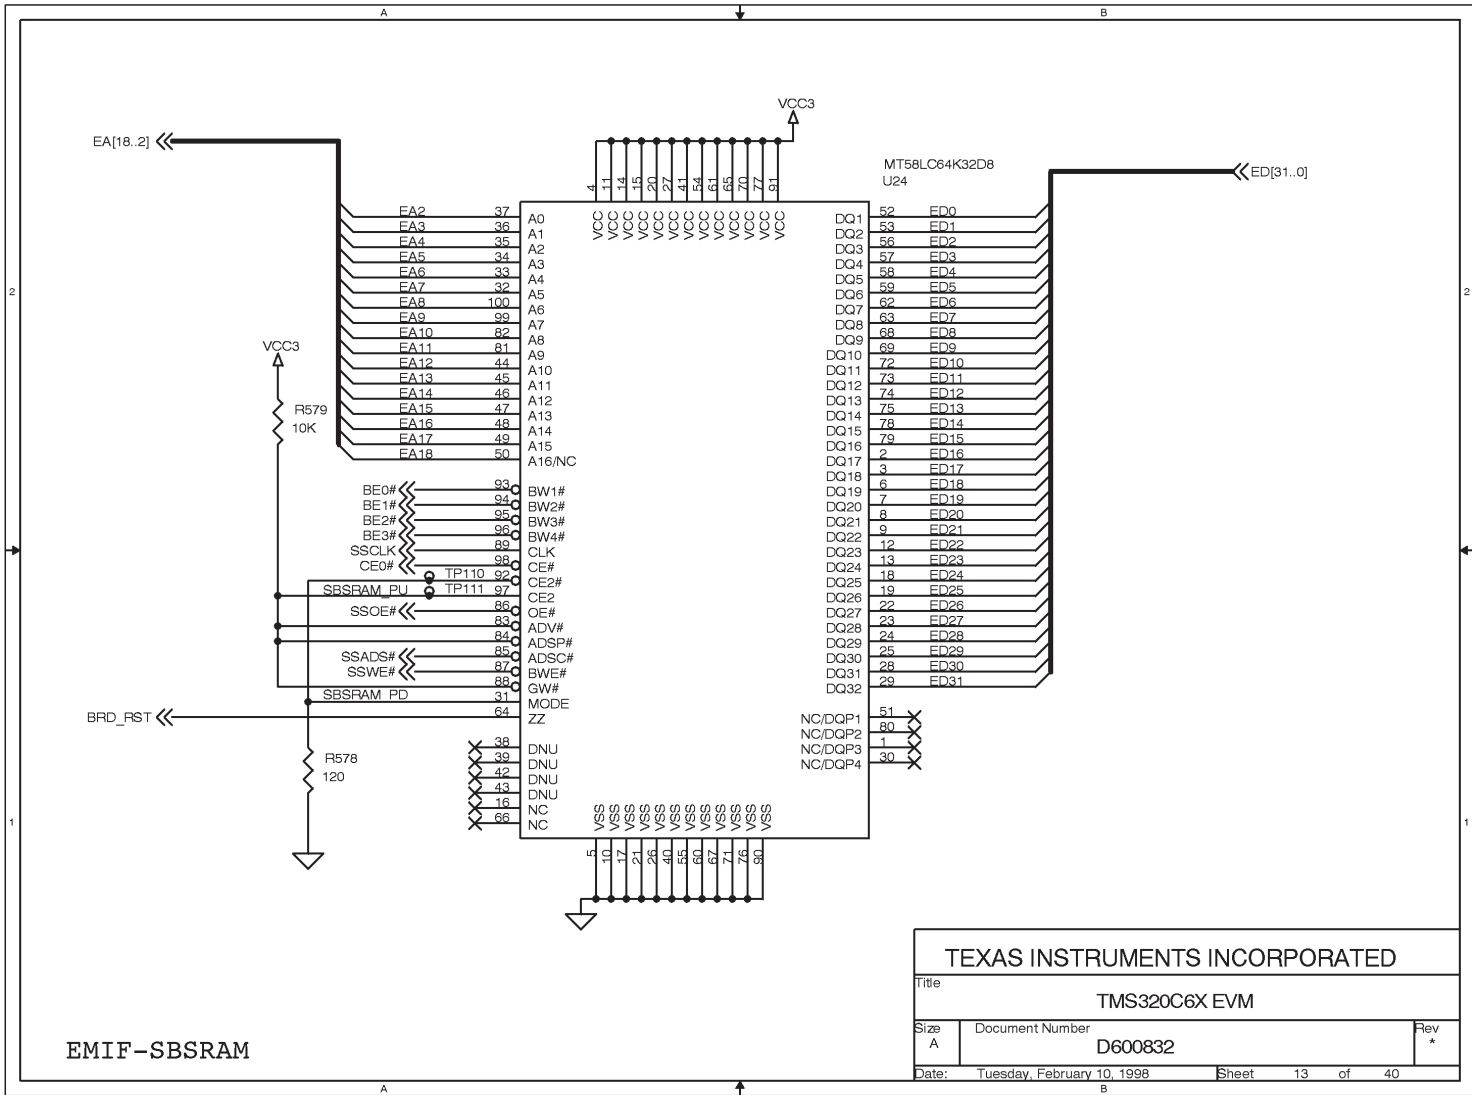 A B
VCC3
EA[18..2]
MT58LC64K32D8
U24
ED[31..0]
4 11 14 15 20 27 41 54 61 65 70 77 91
VCC VCC VCC VCC VCC VCC VCC VCC VCC VCC VCC VCC VCC
EA2 37 A0 DQ1 52 ED0
EA3 36 A1 DQ2 53 ED1
EA4 35 A2 DQ3 56 ED2
EA5 34 A3 DQ4 57 ED3
EA6 33 A4 DQ5 58 ED4
EA7 32 A5 DQ6 59 ED5
EA8 100 A6 DQ7 62 ED6
EA9 99 A7 DQ8 63 ED7
EA10 82 A8 DQ9 68 ED8
EA11 81 A9 DQ10 69 ED9
EA12 44 A10 DQ11 72 ED10
EA13 45 A11 DQ12 73 ED11
EA14 46 A12 DQ13 74 ED12
EA15 47 A13 DQ14 75 ED13
EA16 48 A14 DQ15 78 ED14
EA17 49 A15 DQ16 79 ED15
EA18 50 A16/NC DQ17 2 ED16
DQ18 3 ED17
BE0# 93 BW1# DQ19 6 ED18
BE1# 94 BW2# DQ20 7 ED19
BE2# 95 BW3# DQ21 8 ED20
BE3# 96 BW4# DQ22 9 ED21
SSCLK 89 CLK DQ23 12 ED22
CE0# 98 CE# DQ24 13 ED23
TP110 92 CE2# DQ25 18 ED24
SBSRAM_PU TP111 97 CE2 DQ26 19 ED25
SSOE# 86 OE# DQ27 22 ED26
83 ADV# DQ28 23 ED27
84 ADSP# DQ29 24 ED28
SSADS# 85 ADSC# DQ30 25 ED29
SSWE# 87 BWE# DQ31 28 ED30
88 GW# DQ32 29 ED31
SBSRAM_PD 31 MODE
BRD_RST 64 ZZ NC/DQP1 51
NC/DQP2 80
38 DNU NC/DQP3 1
39 DNU NC/DQP4 30
42 DNU
43 DNU
16 NC
66 NC
VCC3
R579
10K
R578
120
VSS VSS VSS VSS VSS VSS VSS VSS VSS VSS VSS VSS
5 10 17 21 26 40 55 60 67 71 76 90
2 2
1 1
EMIF-SBSRAM
TEXAS INSTRUMENTS INCORPORATED
Title
TMS320C6X EVM
Size Document Number Rev
A D600832 *
Date: Tuesday, February 10, 1998 Sheet 13 of 40
A B